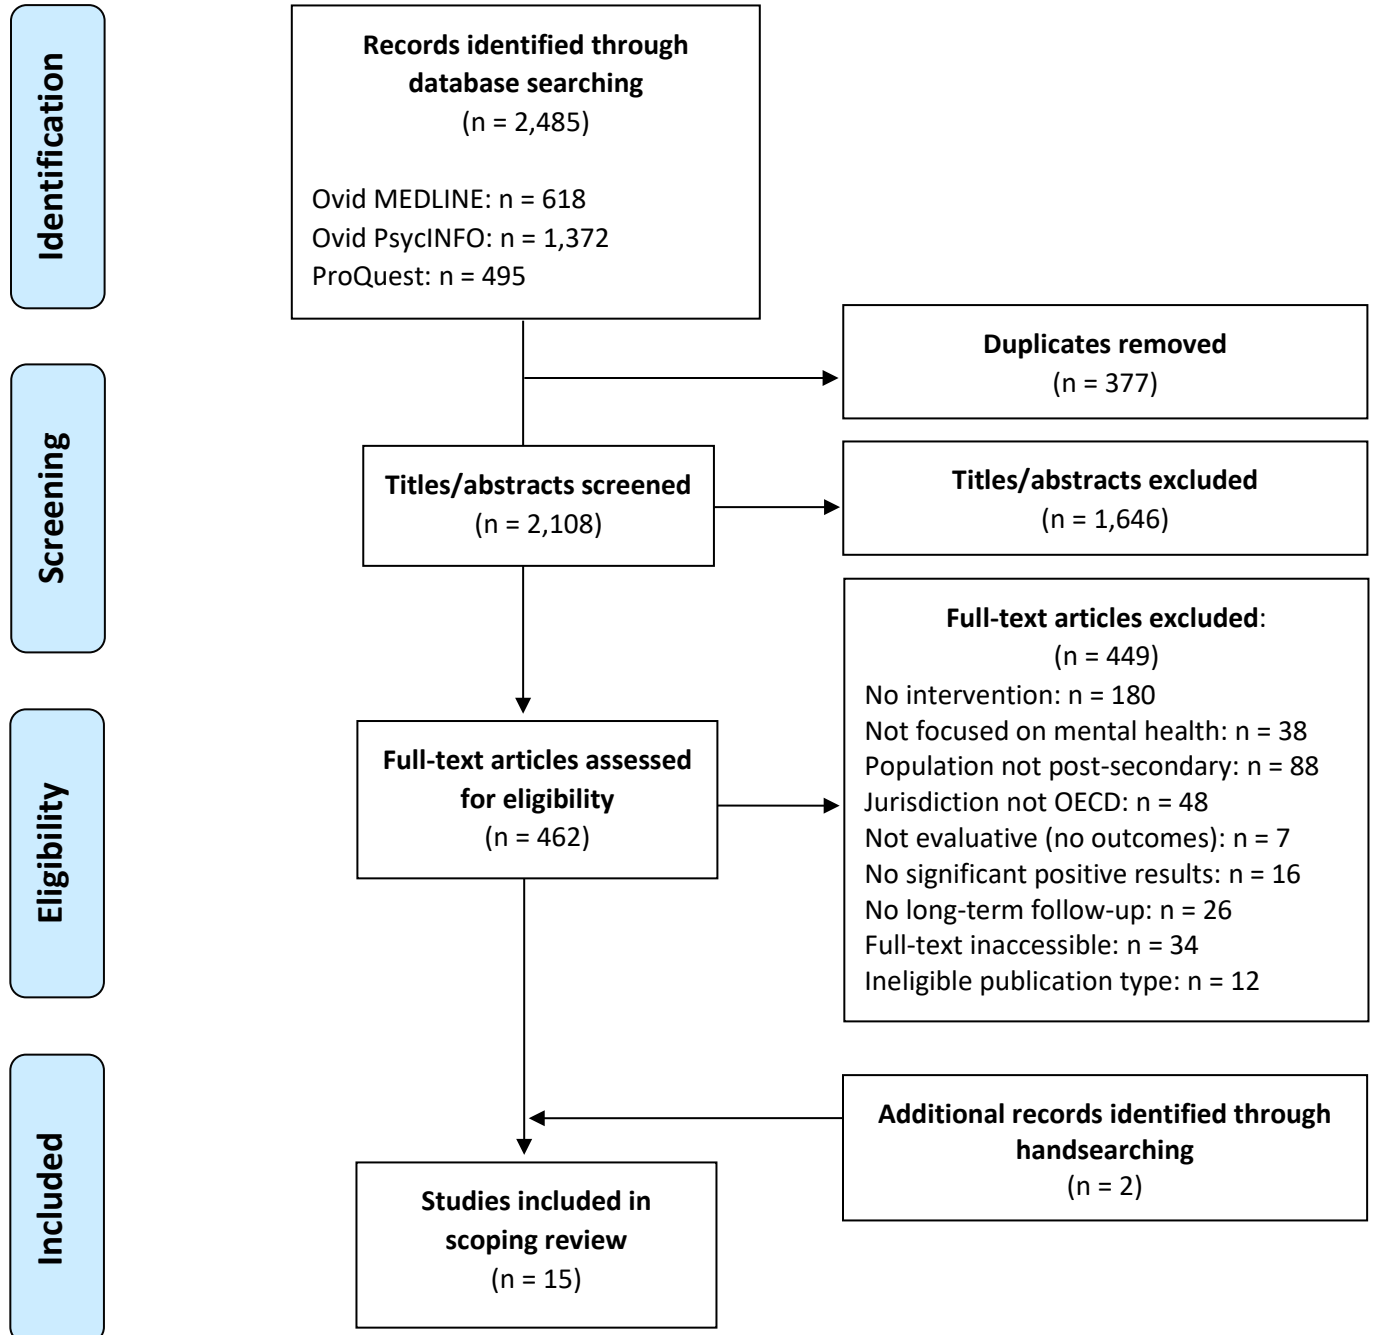 Identification
Records identified through
database searching
(n = 2,485)
Ovid MEDLINE: n = 618
Ovid PsycINFO: n = 1,372
ProQuest: n = 495
Duplicates removed
(n = 377)
Screening
Titles/abstracts screened
(n = 2,108)
Titles/abstracts excluded
(n = 1,646)
Eligibility
Full-text articles assessed
for eligibility
(n = 462)
Full-text articles excluded:
(n = 449)
No intervention: n = 180
Not focused on mental health: n = 38
Population not post-secondary: n = 88
Jurisdiction not OECD: n = 48
Not evaluative (no outcomes): n = 7
No significant positive results: n = 16
No long-term follow-up: n = 26
Full-text inaccessible: n = 34
Ineligible publication type: n = 12
Included
Additional records identified through
handsearching
(n = 2)
Studies included in
scoping review
(n = 15)